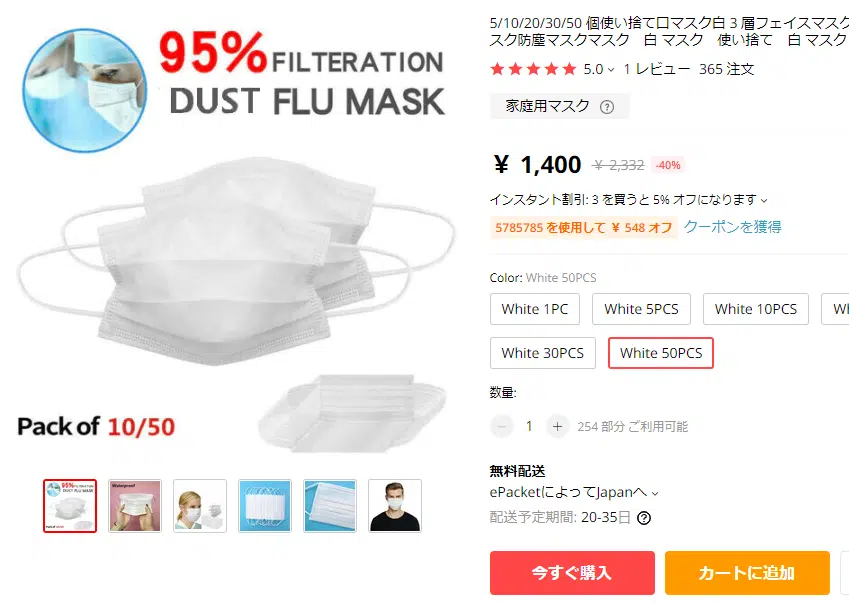 95% FILTERATION
DUST FLU MASK
Pack of 10/50
95% FILTERATION
DUST FLU MASK
Waterproof
5/10/20/30/50 個使い捨て口マスク白 3 層フェイスマスク
スク防塵マスクマスク 白 マスク 使い捨て 白 マスク
5.0 1 レビュー 365 注文
家庭用マスク ?
¥ 1,400 ¥ 2,332 -40%
インスタント割引: 3 を買うと 5% オフになります
5785785 を使用して ¥ 548 オフ クーポンを獲得
Color: White 50PCS
White 1PC White 5PCS White 10PCS
White 30PCS White 50PCS
数量:
− 1 + 254 部分 ご利用可能
無料配送
ePacketによってJapanへ
配送予定期間: 20-35日 ?
今すぐ購入 カートに追加